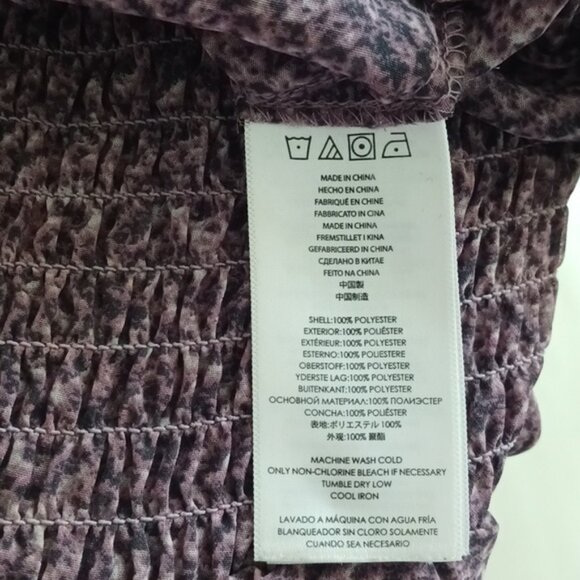 MADE IN CHINA
HECHO EN CHINA
FABRIQUÉ EN CHINE
FABBRICATO IN CINA
MADE IN CHINA
FREMSTILLET I KINA
GEFABRICEERD IN CHINA
СДЕЛАНО В КИТАЕ
FEITO NA CHINA
中国製
中国制造
SHELL:100% POLYESTER
EXTERIOR:100% POLIÉSTER
EXTÉRIEUR:100% POLYESTER
ESTERNO:100% POLIESTERE
OBERSTOFF: 100% POLYESTER
YDERSTE LAG:100% POLYESTER
BUITENKANT:100% POLYESTER
ОСНОВНОЙ МАТЕРИАЛ:100% ПОЛИЭСТЕР
CONCHA:100% POLIÉSTER
表地:ポリエステル 100%
外观:100% 聚酯
MACHINE WASH COLD
ONLY NON-CHLORINE BLEACH IF NECESSARY
TUMBLE DRY LOW
COOL IRON
LAVADO A MÁQUINA CON AGUA FRÍA
BLANQUEADOR SIN CLORO SOLAMENTE
CUANDO SEA NECESARIO